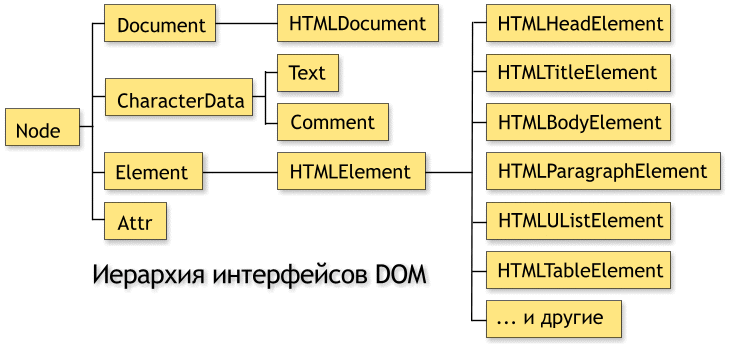 Node
Document
CharacterData
Element
Attr
HTMLDocument
Text
Comment
HTMLElement
HTMLHeadElement
HTMLTitleElement
HTMLBodyElement
HTMLParagraphElement
HTMLUListElement
HTMLTableElement
... и другие
Иерархия интерфейсов DOM